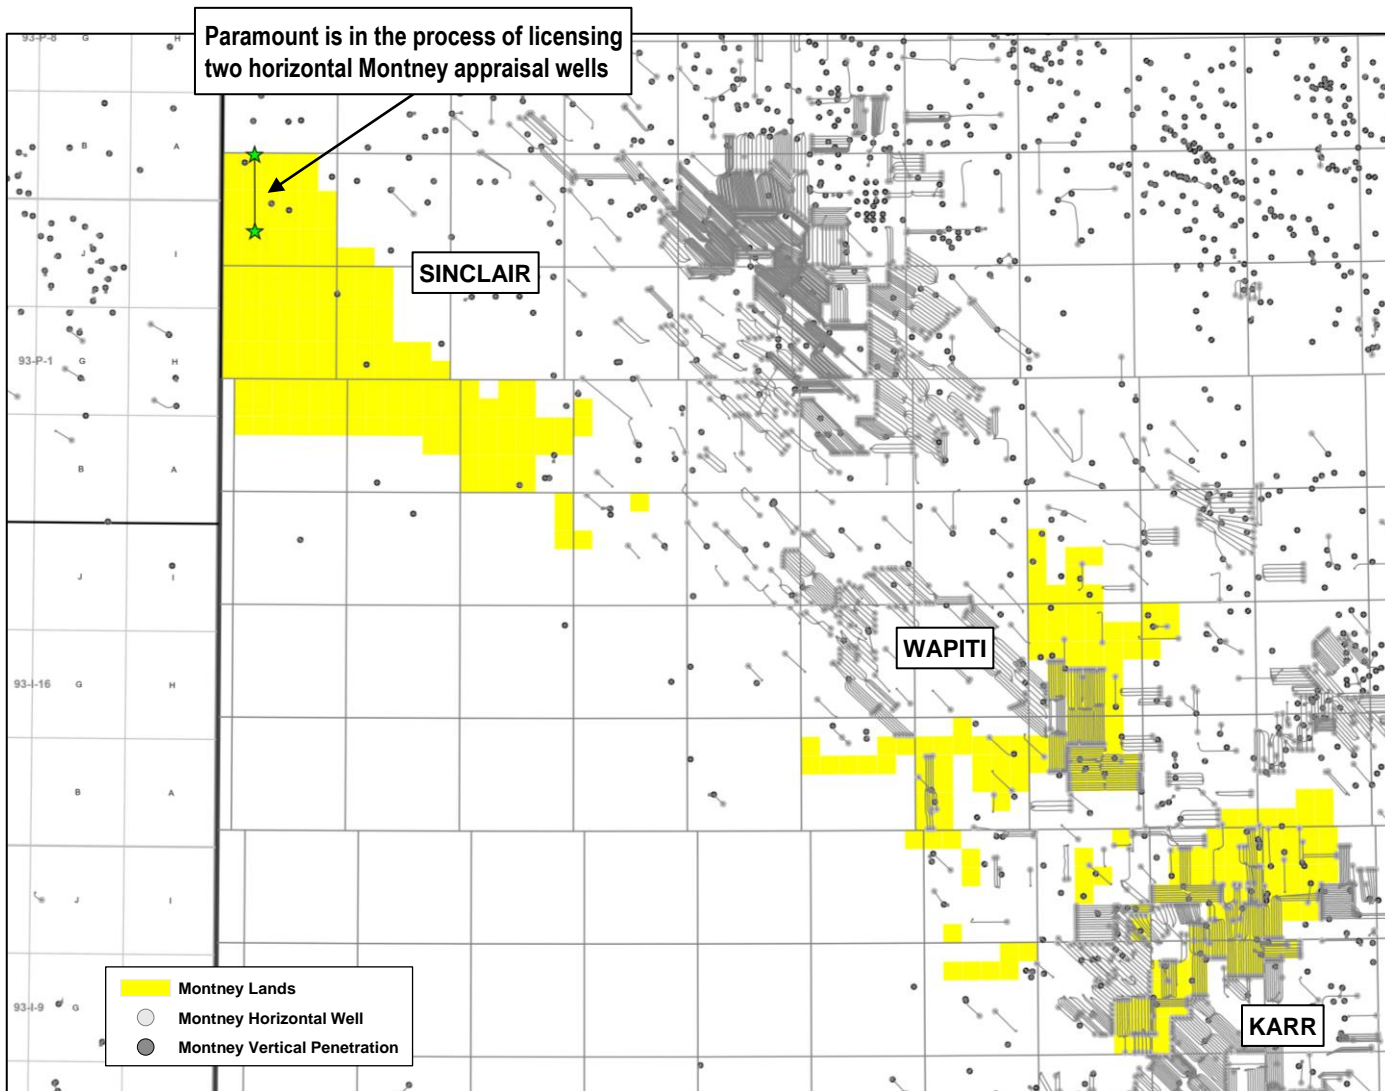 Paramount is in the process of licensing
two horizontal Montney appraisal wells
93-P-8 G H
B A
J I
SINCLAIR
93-P-1 G H
B A
J I
WAPITI
93-I-16 G H
B A
J I
93-I-9 G
Montney Lands
Montney Horizontal Well
Montney Vertical Penetration
KARR